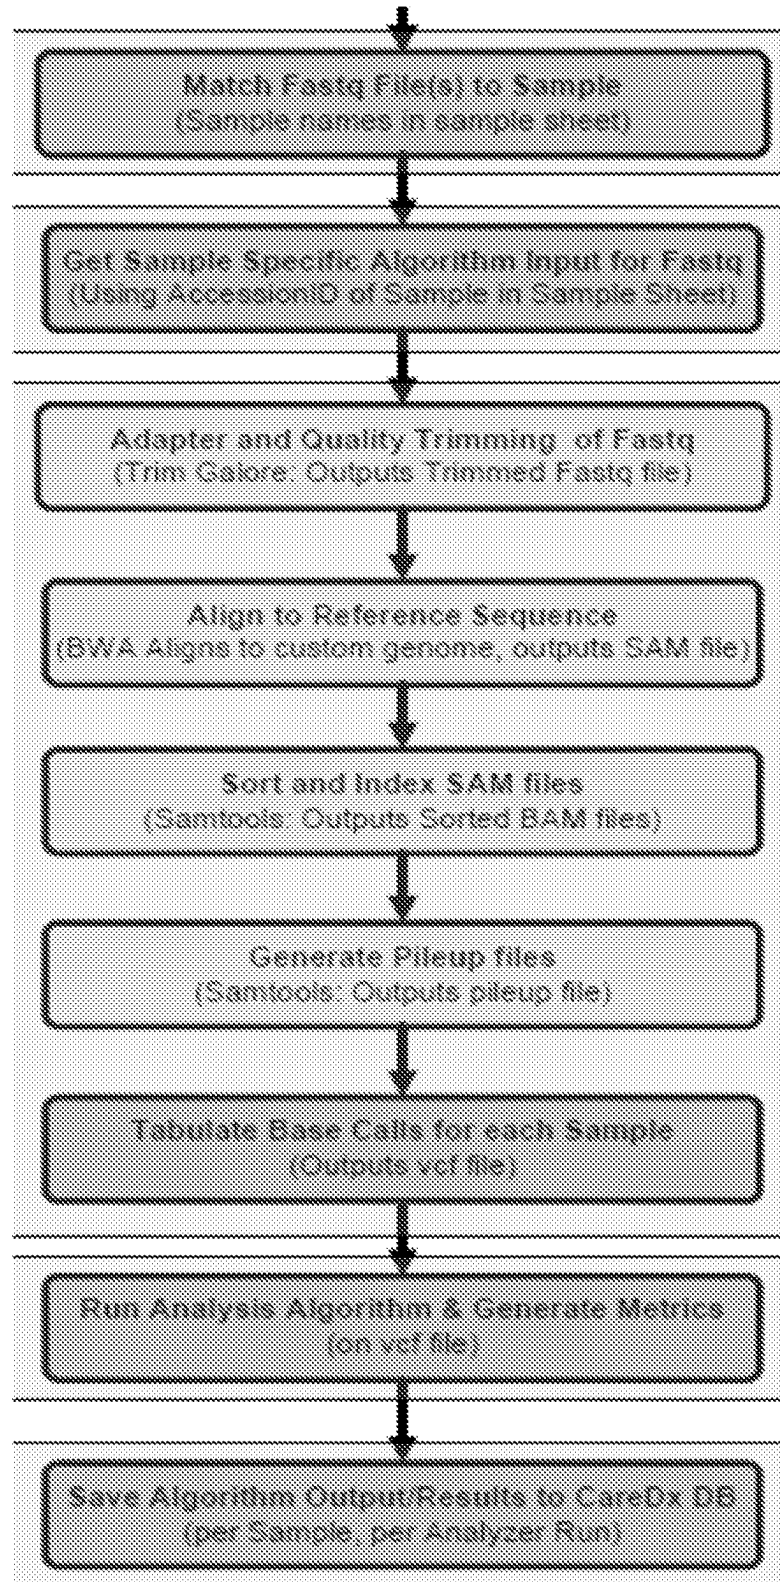 Match Fastq File(s) to Sample
(Sample names in sample sheet)
Get Sample Specific Algorithm Input for Fastq
(Using AccessionID of Sample in Sample Sheet)
Adapter and Quality Trimming of Fastq
(Trim Galore: Outputs Trimmed Fastq file)
Align to Reference Sequence
(BWA Aligns to custom genome, outputs SAM file)
Sort and Index SAM files
(Samtools: Outputs Sorted BAM files)
Generate Pileup files
(Samtools: Outputs pileup file)
Tabulate Base Calls for each Sample
(Outputs vcf file)
Run Analysis Algorithm & Generate Metrics
(on vcf file)
Save Algorithm Output/Results to CareDx DB
(per Sample, per Analyzer Run)